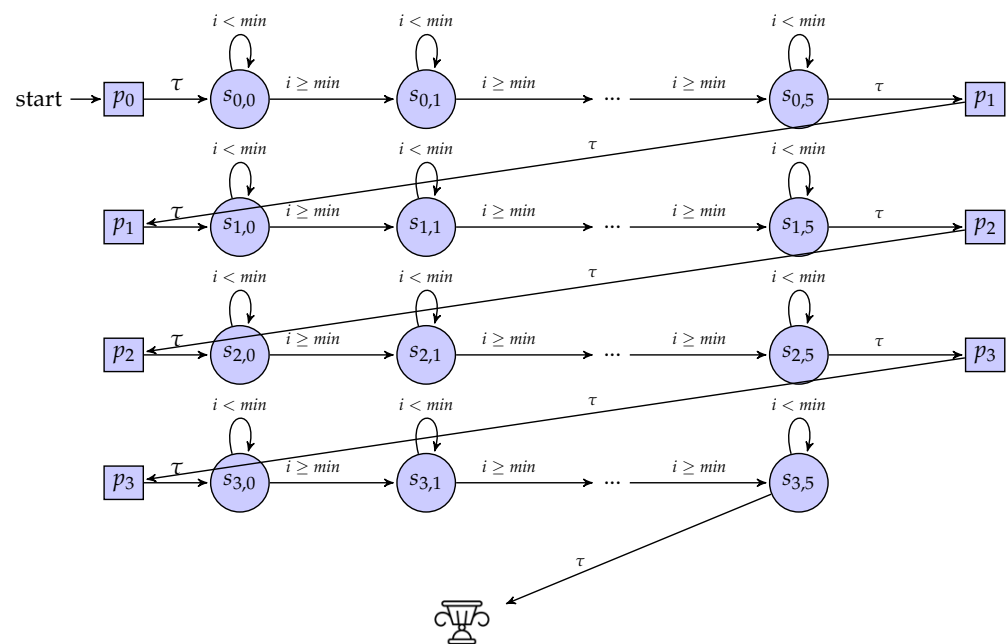 i < min i < min i < min
start p0 τ s0,0 i ≥ min s0,1 i ≥ min ... i ≥ min s0,5 τ p1
τ
i < min i < min i < min
p1 τ s1,0 i ≥ min s1,1 i ≥ min ... i ≥ min s1,5 τ p2
τ
i < min i < min i < min
p2 τ s2,0 i ≥ min s2,1 i ≥ min ... i ≥ min s2,5 τ p3
τ
i < min i < min i < min
p3 τ s3,0 i ≥ min s3,1 i ≥ min ... i ≥ min s3,5
τ